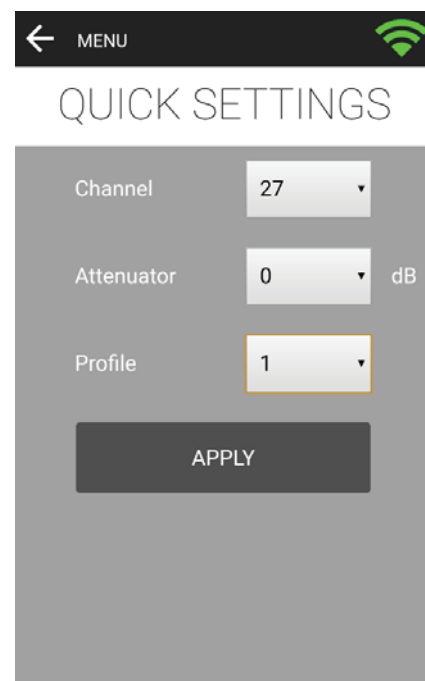 MENU
QUICK SETTINGS
Channel 27
Attenuator 0 dB
Profile 1
APPLY